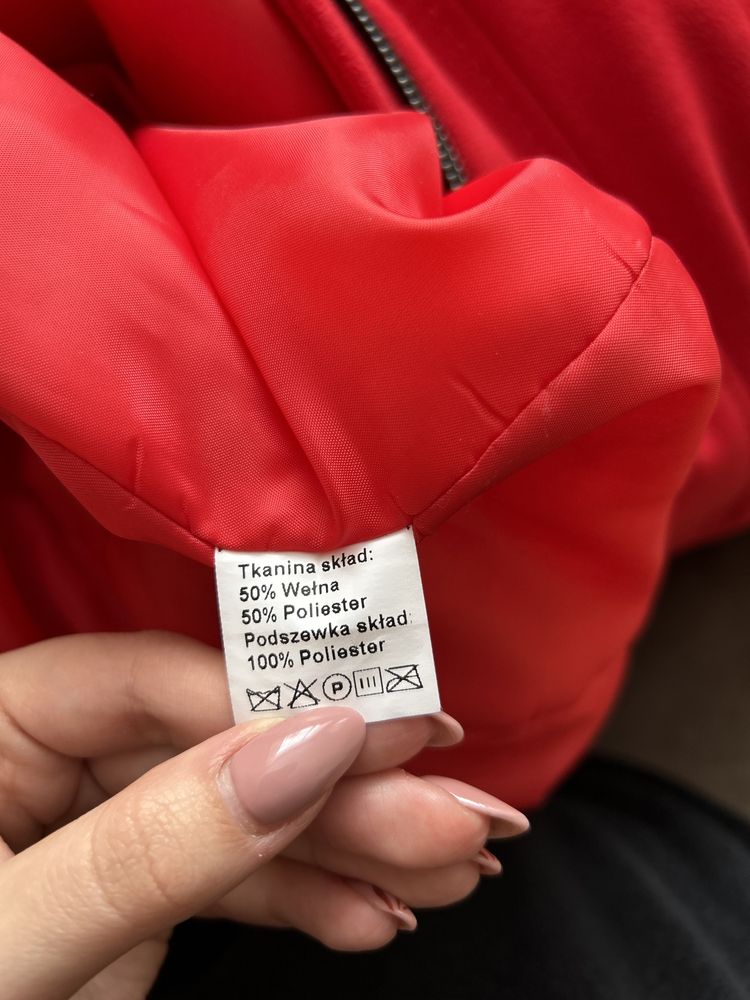 Tkanina skład:
50% Wełna
50% Poliester
Podszewka skład:
100% Poliester
P